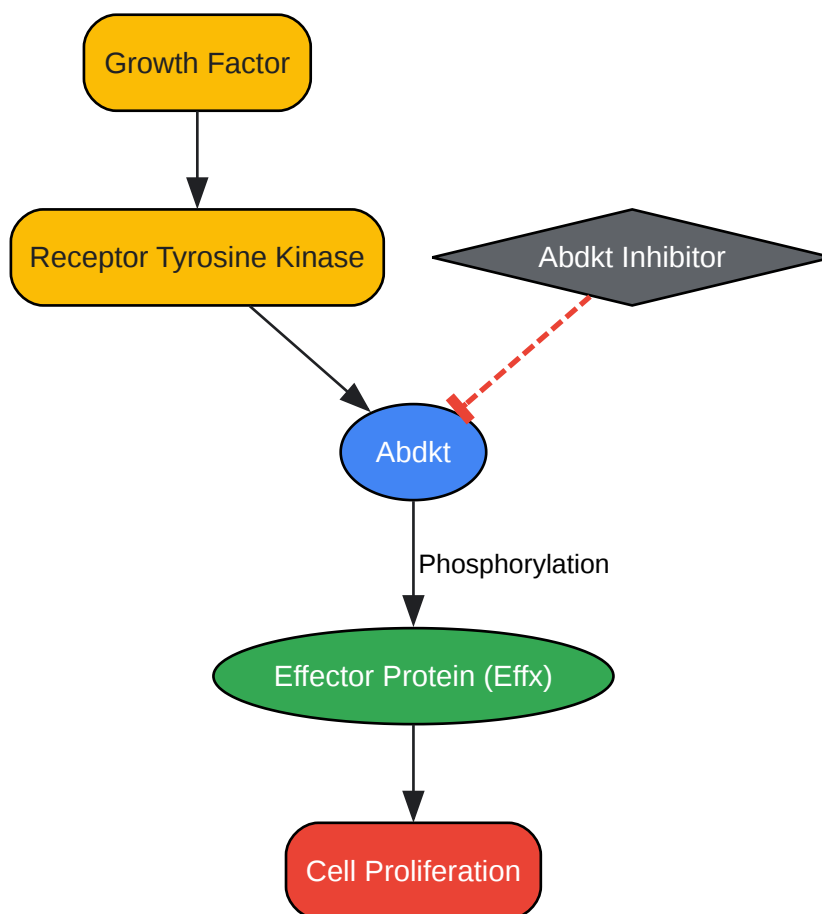 Growth Factor
Receptor Tyrosine Kinase
Abdkt Inhibitor
Abdkt
Phosphorylation
Effector Protein (Effx)
Cell Proliferation